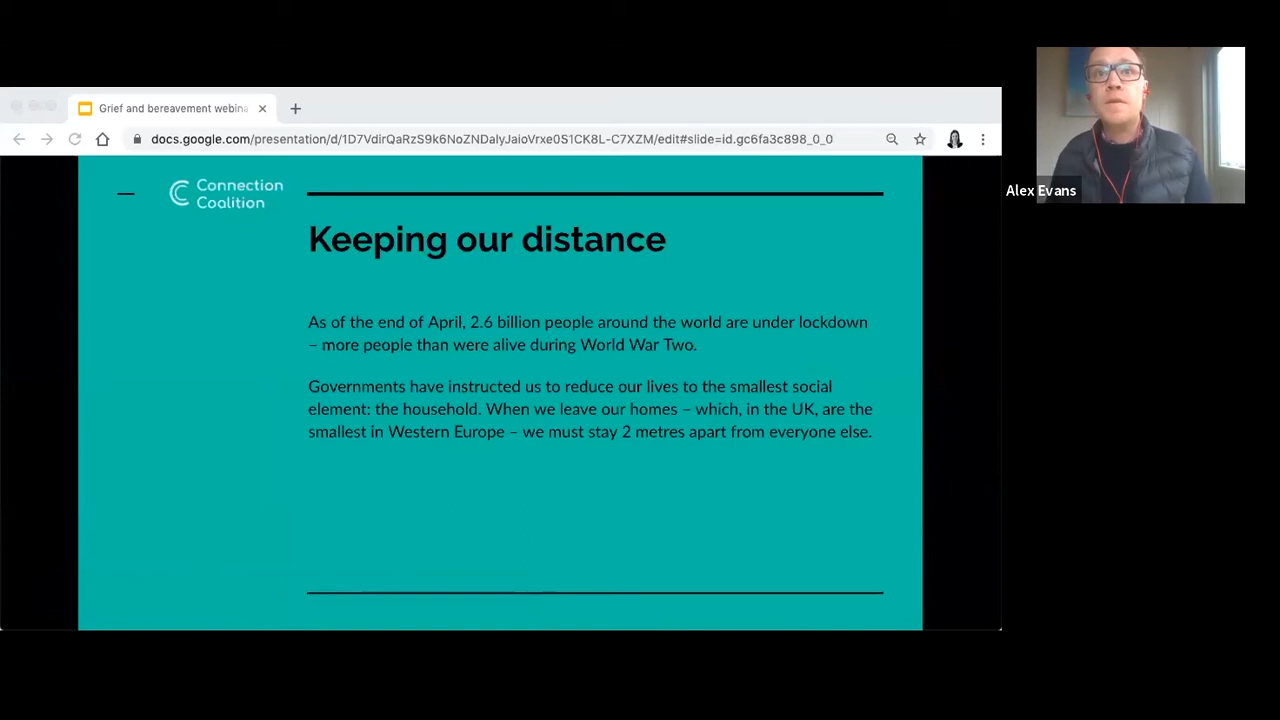 Grief and bereavement webina
docs.google.com/presentation/d/1D7VdirQaRzS9k6NoZNDalyJaioVrxe0S1CK8L-C7XZM/edit#slide=id.gc6fa3c898_0_0
Connection
Coalition
Keeping our distance
As of the end of April, 2.6 billion people around the world are under lockdown
– more people than were alive during World War Two.
Governments have instructed us to reduce our lives to the smallest social
element: the household. When we leave our homes – which, in the UK, are the
smallest in Western Europe – we must stay 2 metres apart from everyone else.
Alex Evans